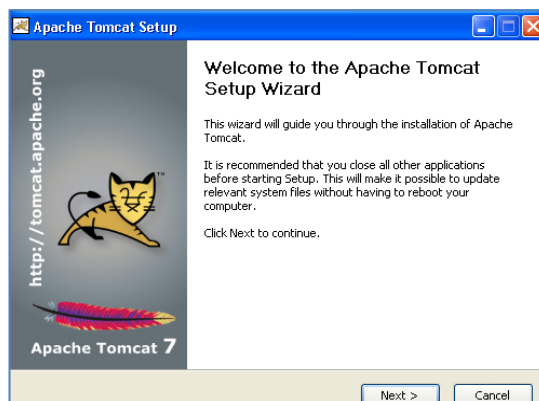 Apache Tomcat Setup
http://tomcat.apache.org
Welcome to the Apache Tomcat
Setup Wizard
This wizard will guide you through the installation of Apache
Tomcat.
It is recommended that you close all other applications
before starting Setup. This will make it possible to update
relevant system files without having to reboot your
computer.
Click Next to continue.
TM
Apache Tomcat 7
Next >
Cancel